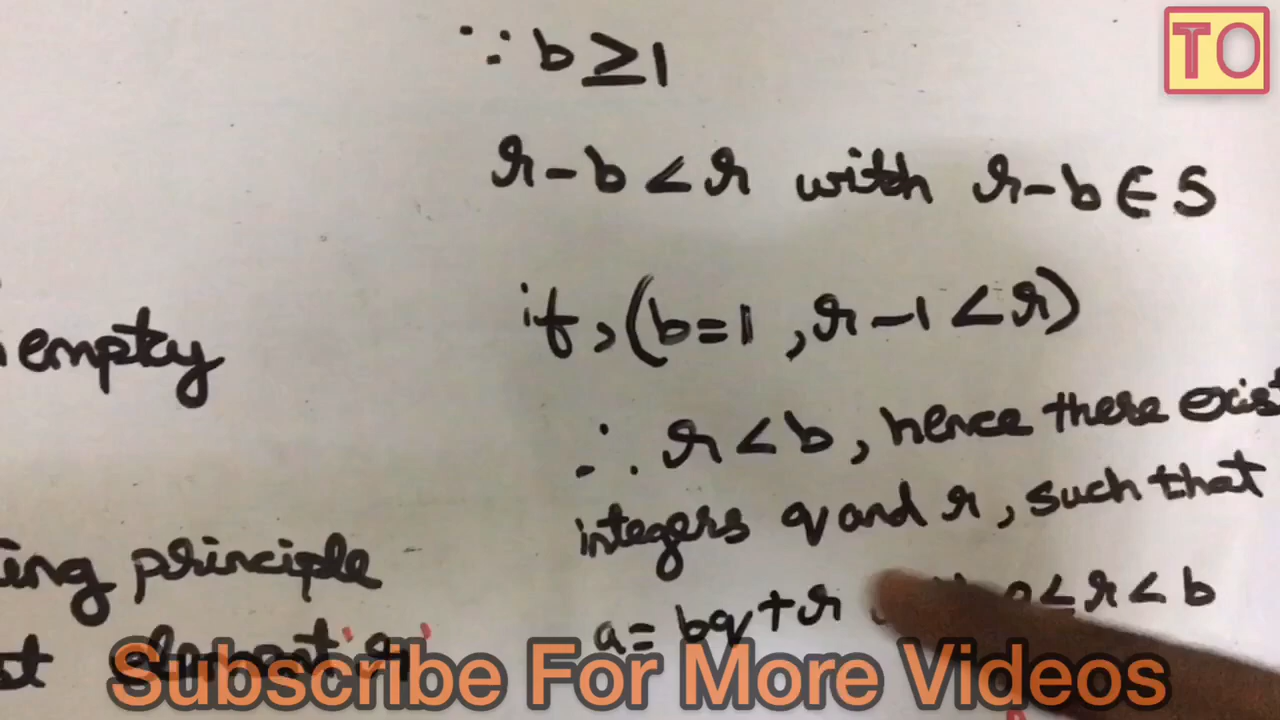 TO
∵ b ≥ 1
r - b < r with r - b ∈ S
if, (b = 1, r - 1 < r)
empty
∴ r < b, hence there exist
integers q and r, such that
principle
a = bq + r 0 ≤ r < b
element 'r'
Subscribe For More Videos